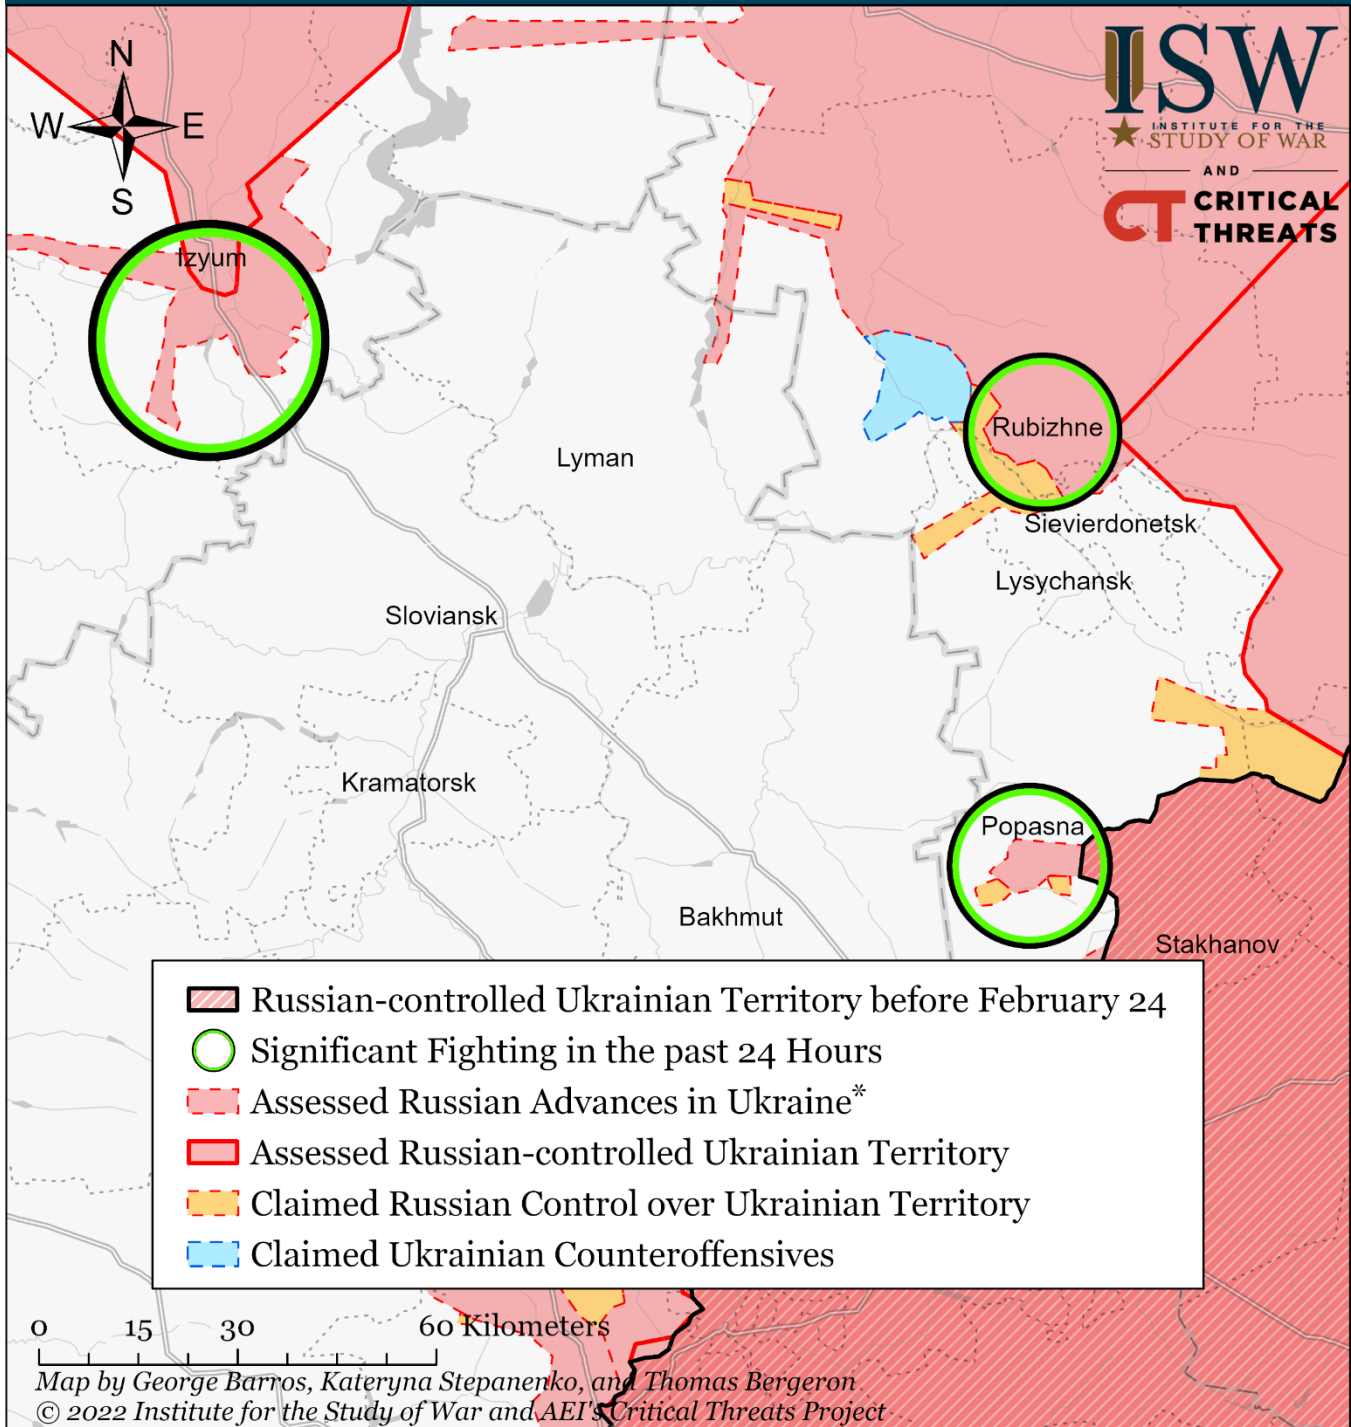 N
W E
S
ISW
INSTITUTE FOR THE
STUDY OF WAR
AND
CT CRITICAL
THREATS
Izyum
Rubizhne
Lyman
Sievierdonetsk
Lysychansk
Sloviansk
Kramatorsk
Popasna
Bakhmut
Stakhanov
Russian-controlled Ukrainian Territory before February 24
Significant Fighting in the past 24 Hours
Assessed Russian Advances in Ukraine*
Assessed Russian-controlled Ukrainian Territory
Claimed Russian Control over Ukrainian Territory
Claimed Ukrainian Counteroffensives
0 15 30 60 Kilometers
Map by George Barros, Kateryna Stepanenko, and Thomas Bergeron
© 2022 Institute for the Study of War and AEI's Critical Threats Project